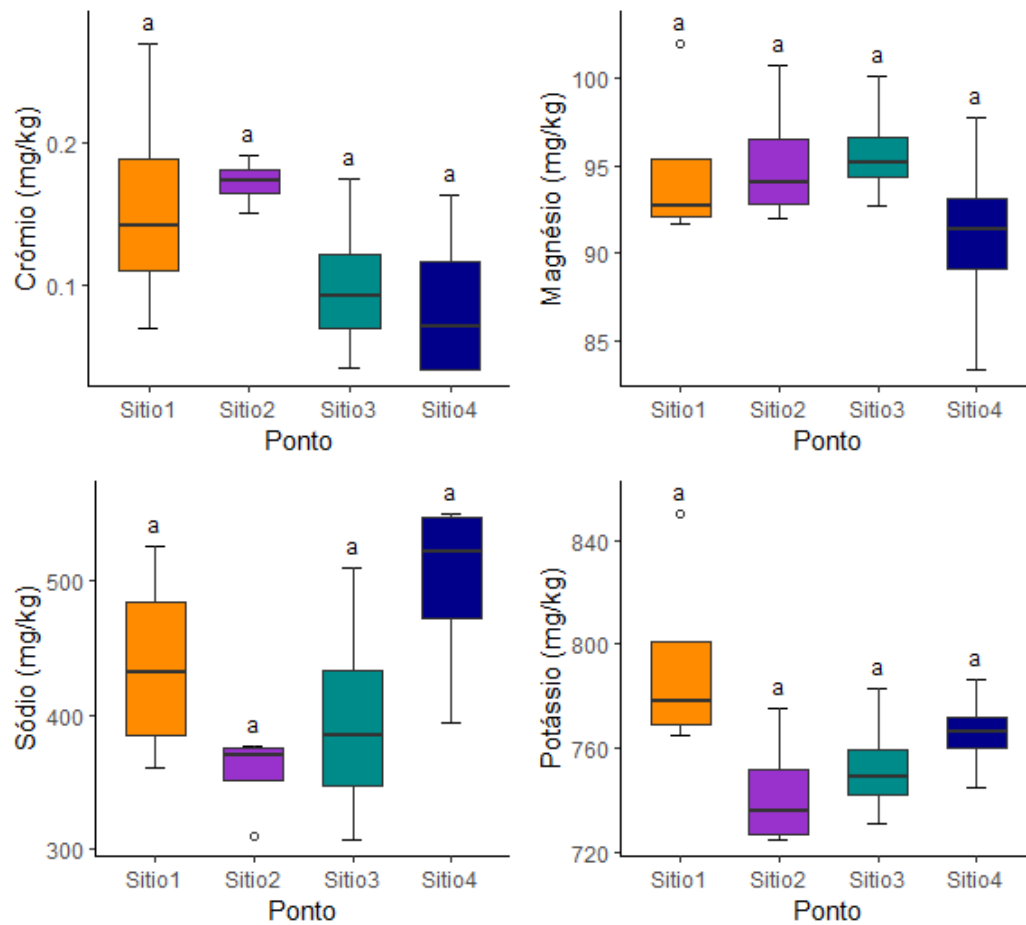 a
a
a
a
Crómio (mg/kg)
0.2
0.1
Sitio1 Sitio2 Sitio3 Sitio4
Ponto
a
a
a
a
Magnésio (mg/kg)
100
95
90
85
Sitio1 Sitio2 Sitio3 Sitio4
Ponto
a
a
a
a
Sódio (mg/kg)
500
400
300
Sitio1 Sitio2 Sitio3 Sitio4
Ponto
a
a
a
a
Potássio (mg/kg)
840
800
760
720
Sitio1 Sitio2 Sitio3 Sitio4
Ponto